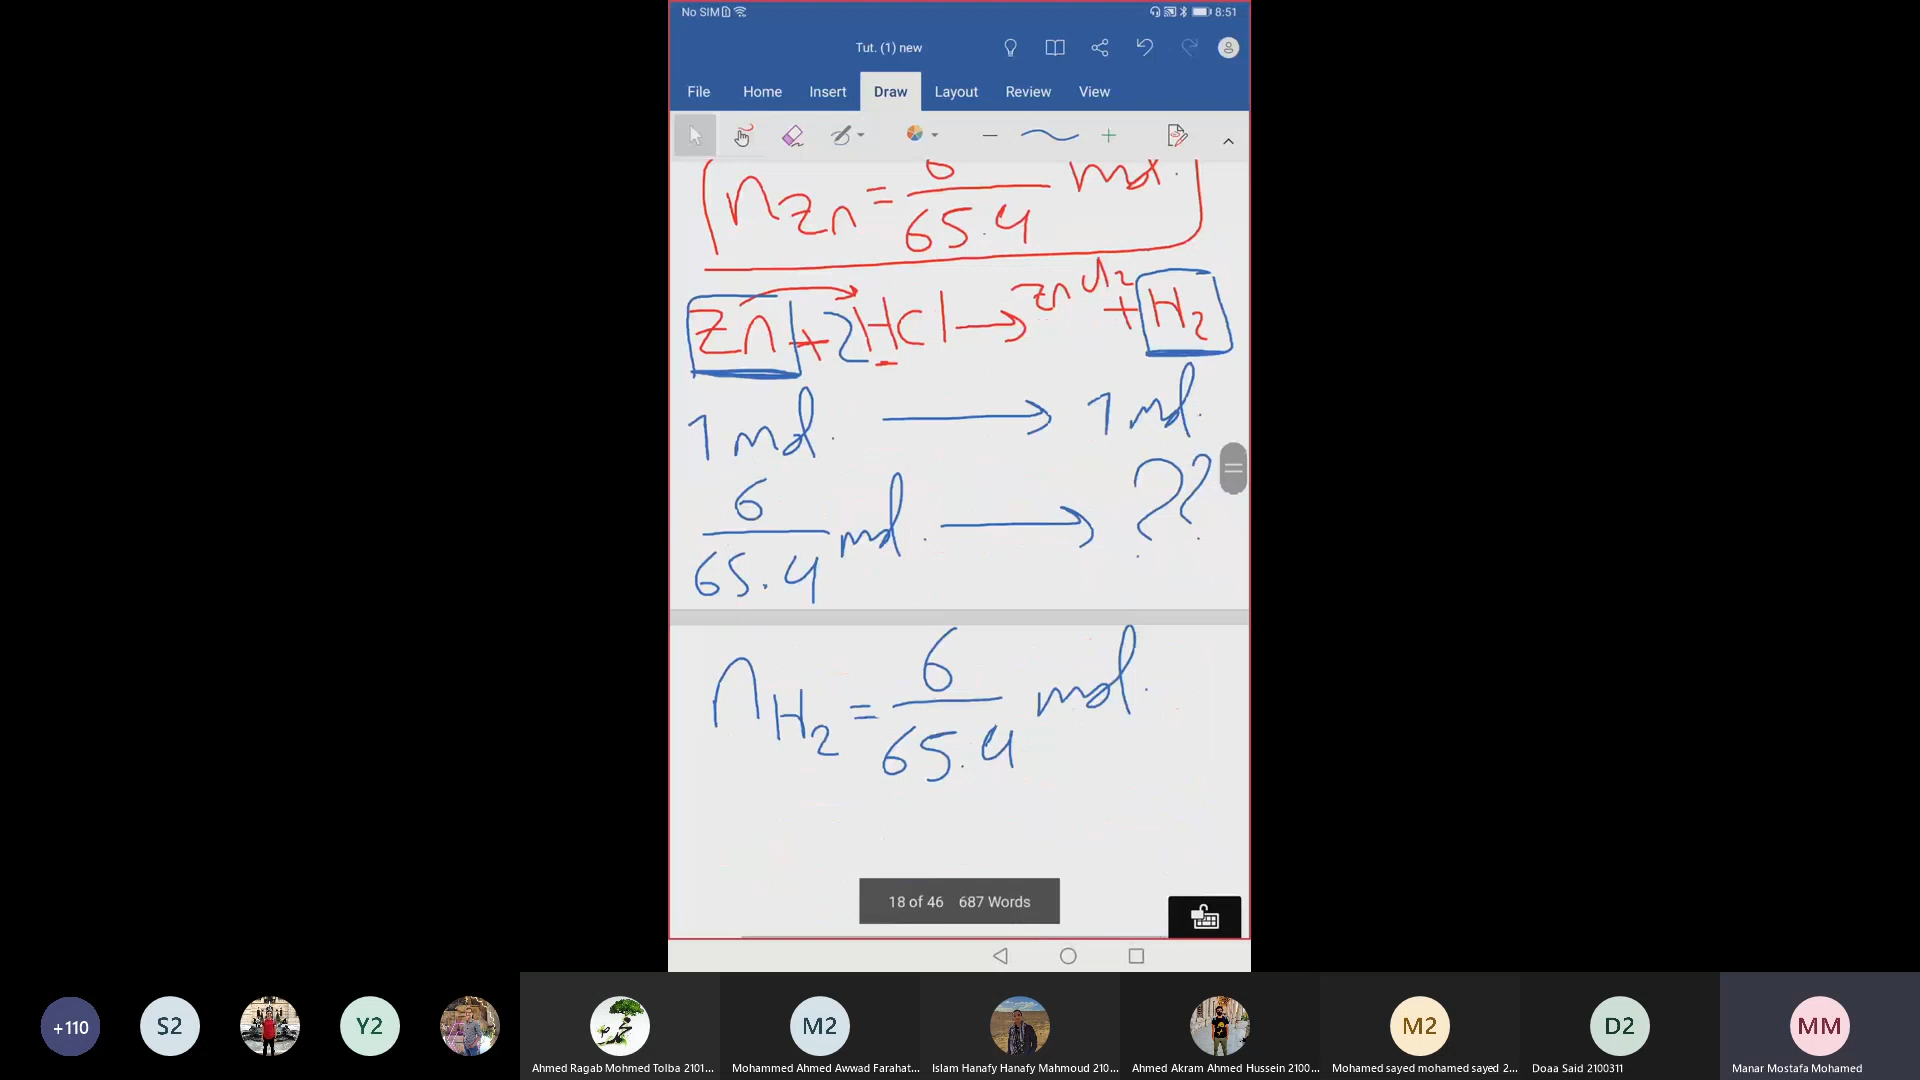 No SIM 8:51
Tut. (1) new
File Home Insert Draw Layout Review View
nZn = 6/65.4 mol.
Zn + 2HCl → ZnCl2 + H2
1 mol. → 1 mol.
6/65.4 mol. → ??
nH2 = 6/65.4 mol.
18 of 46 687 Words
+110 S2 Y2 M2 M2 D2 MM
Ahmed Ragab Mohmed Tolba 2101... Mohammed Ahmed Awwad Farahat... Islam Hanafy Hanafy Mahmoud 210... Ahmed Akram Ahmed Hussein 2100... Mohamed sayed mohamed sayed 2... Doaa Said 2100311 Manar Mostafa Mohamed